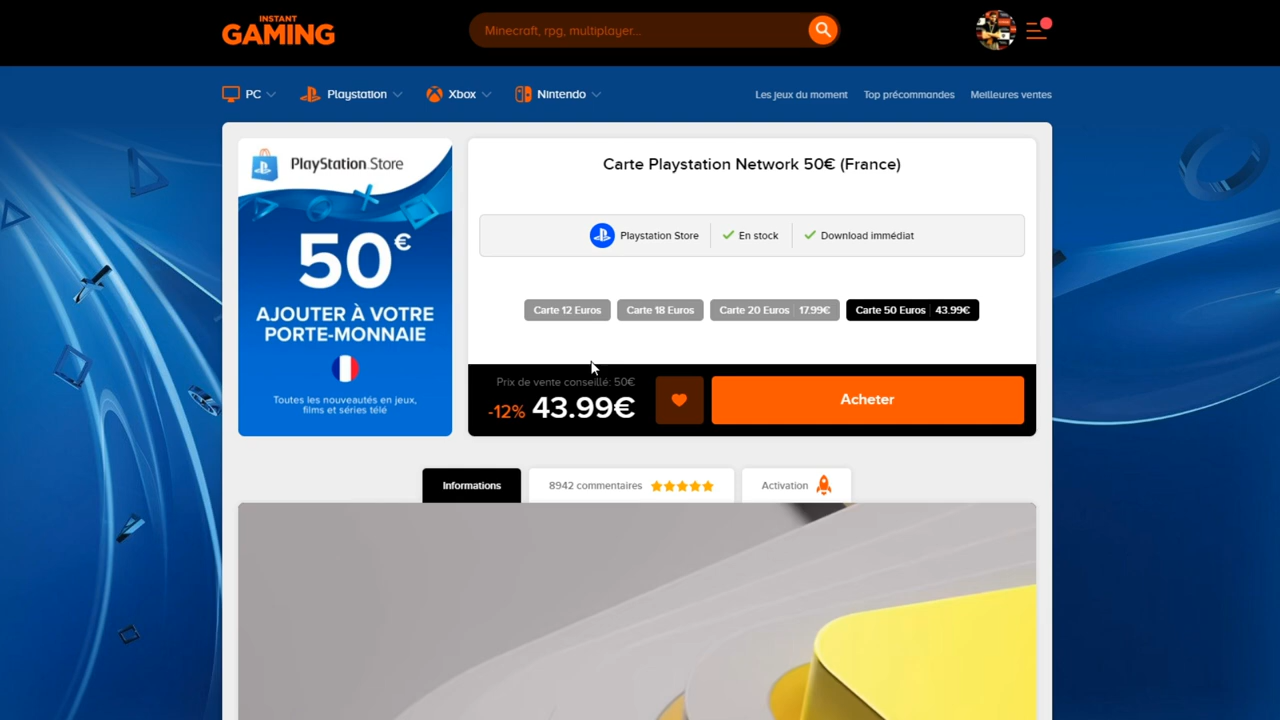 INSTANT
GAMING
Minecraft, rpg, multiplayer...
PC
Playstation
Xbox
Nintendo
Les jeux du moment
Top précommandes
Meilleures ventes
PlayStation Store
50€
AJOUTER À VOTRE
PORTE-MONNAIE
Toutes les nouveautés en jeux,
films et séries télé
Carte Playstation Network 50€ (France)
Playstation Store
En stock
Download immédiat
Carte 12 Euros
Carte 18 Euros
Carte 20 Euros 17.99€
Carte 50 Euros 43.99€
Prix de vente conseillé: 50€
-12% 43.99€
Acheter
Informations
8942 commentaires
Activation